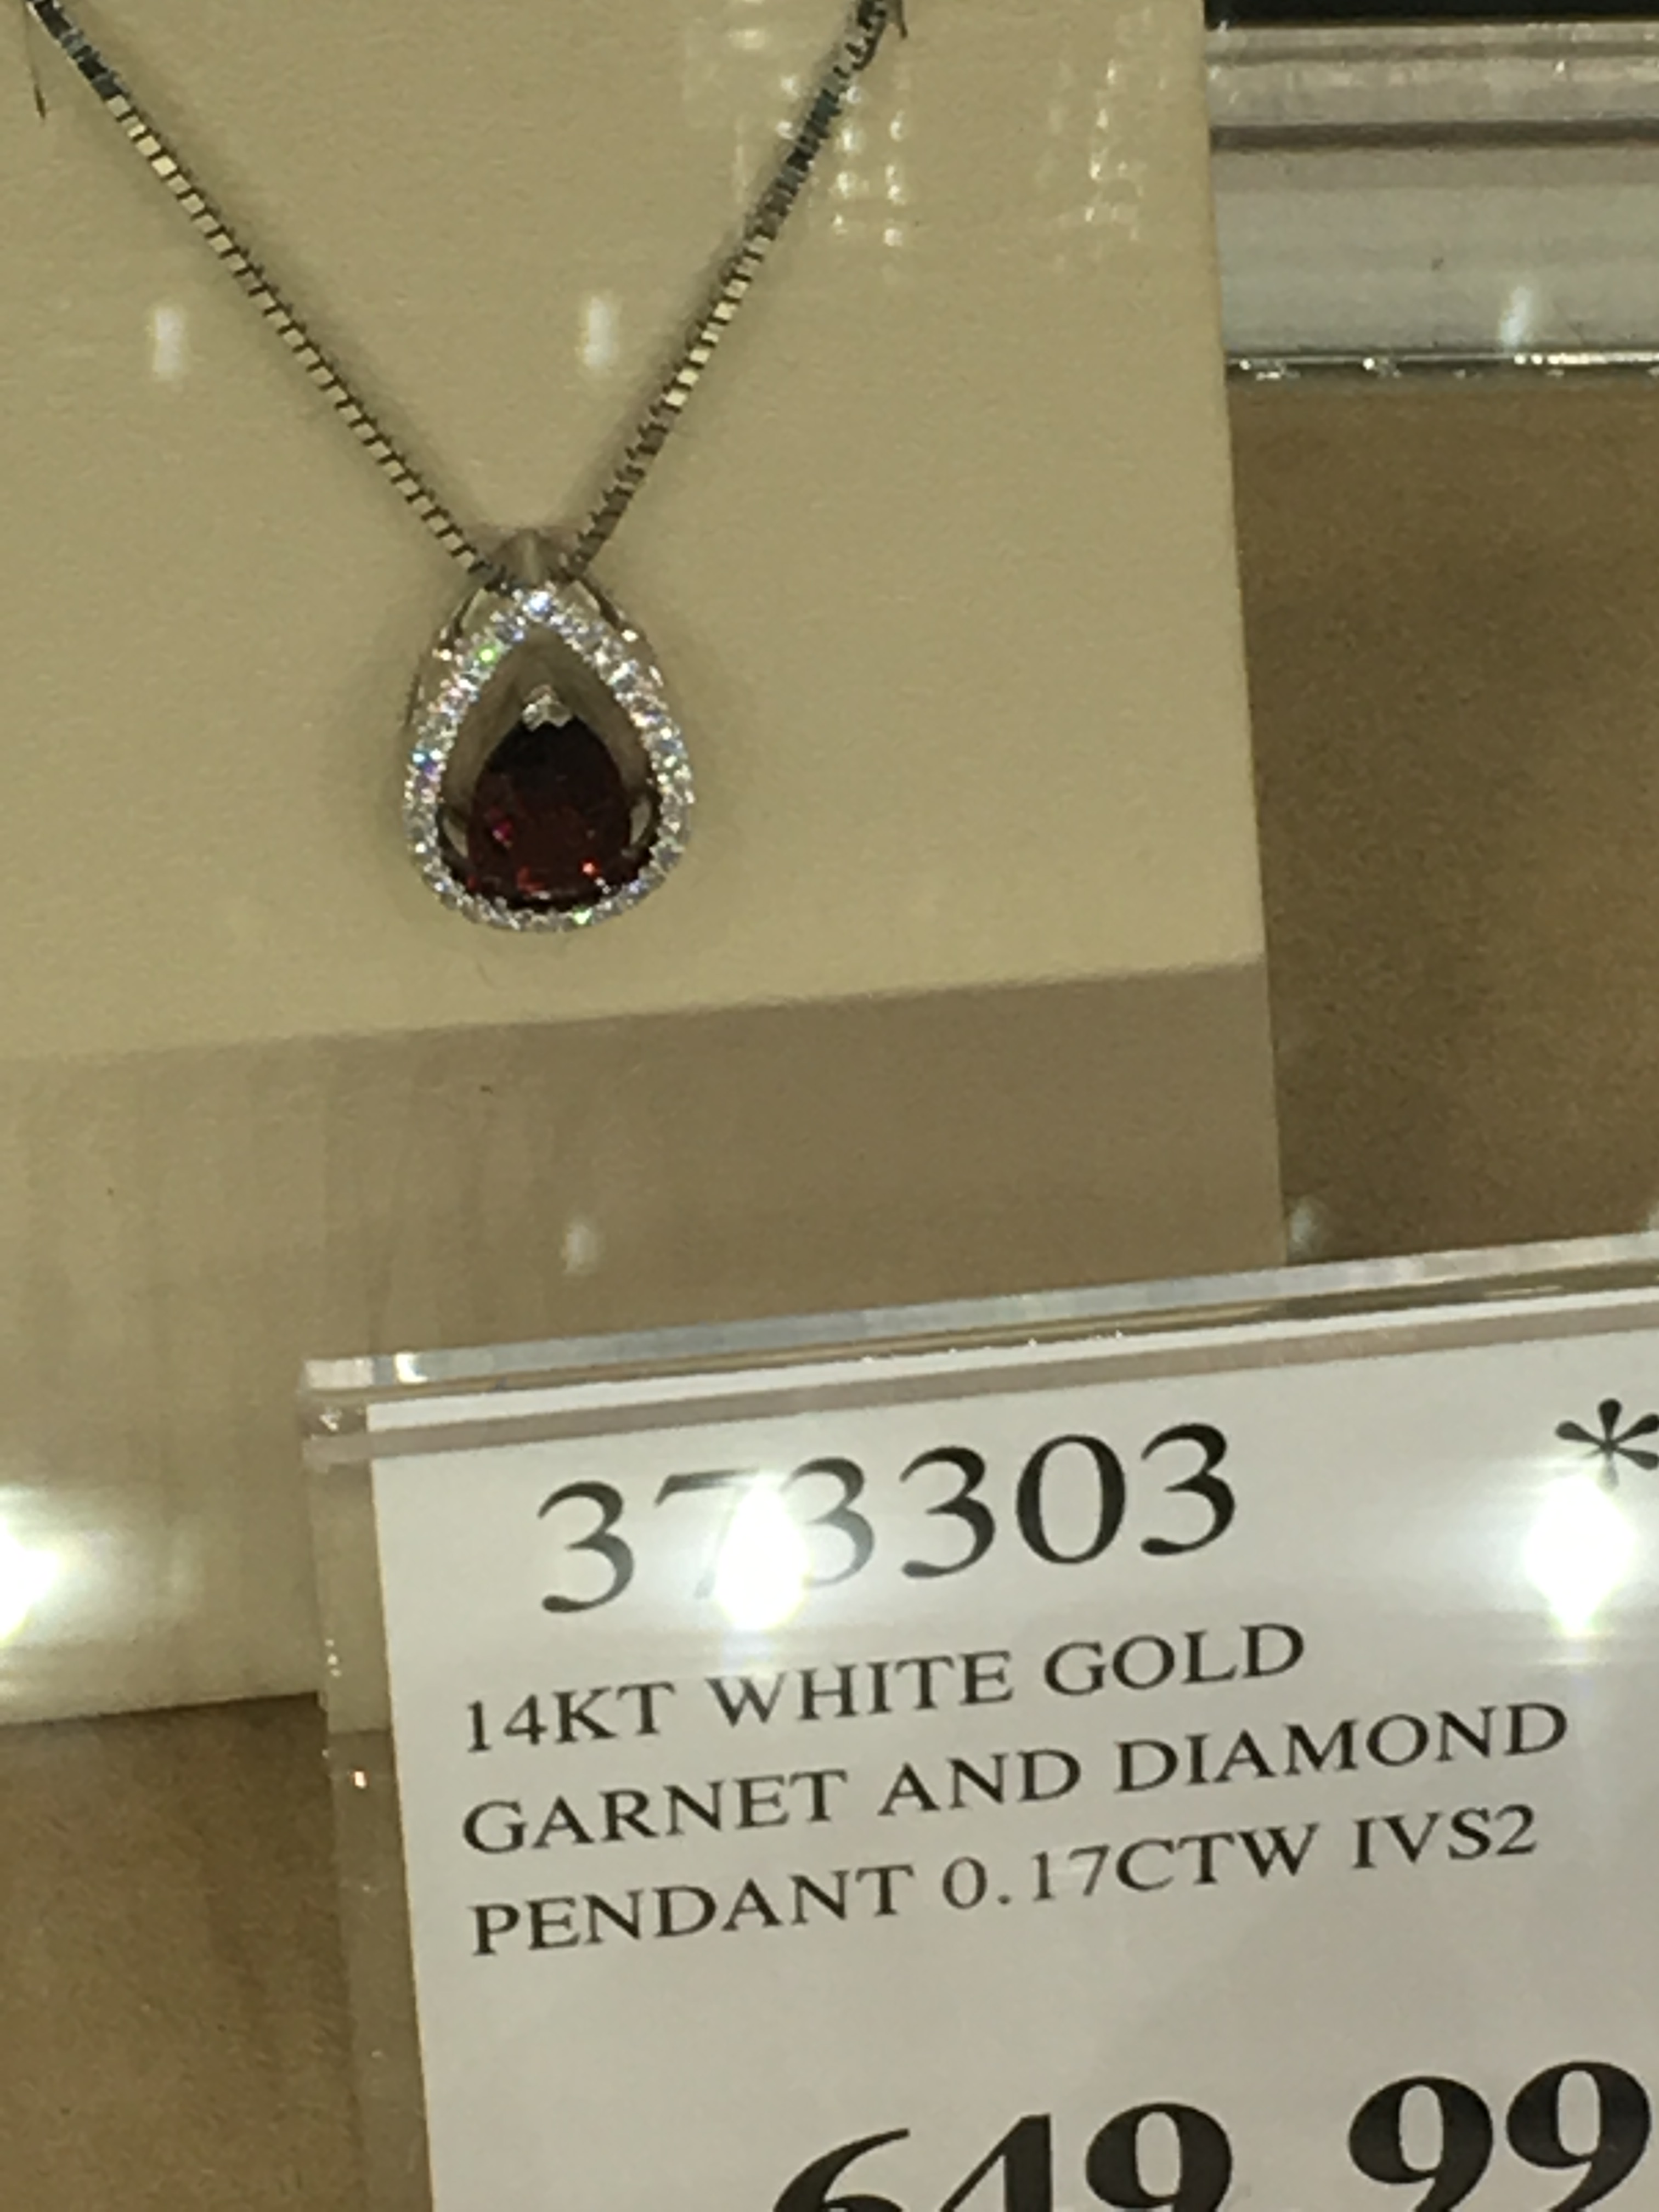 373303 *
14KT WHITE GOLD
GARNET AND DIAMOND
PENDANT 0.17CTW IVS2
649.99